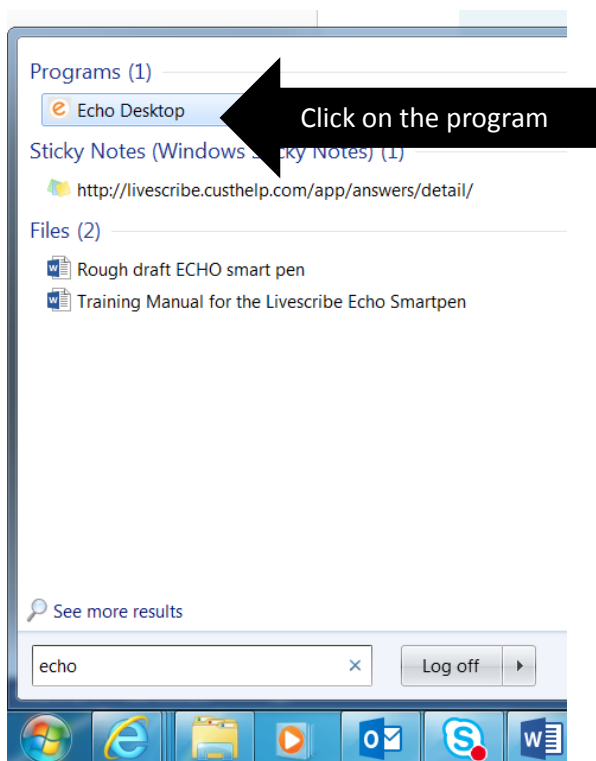 Programs (1)
Echo Desktop
Click on the program
Sticky Notes (Windows Sticky Notes) (1)
http://livescribe.custhelp.com/app/answers/detail/
Files (2)
Rough draft ECHO smart pen
Training Manual for the Livescribe Echo Smartpen
See more results
echo
Log off